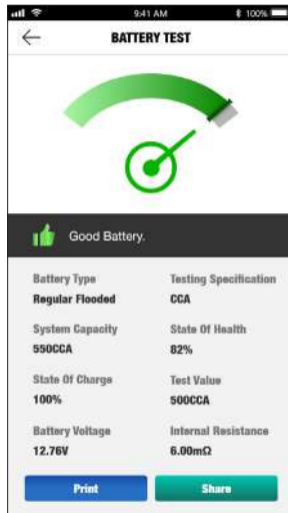 9:41 AM 100%
BATTERY TEST
Good Battery.
Battery Type Testing Specification
Regular Flooded CCA
System Capacity State Of Health
550CCA 82%
State Of Charge Test Value
100% 500CCA
Battery Voltage Internal Resistance
12.76V 6.00mΩ
Print Share